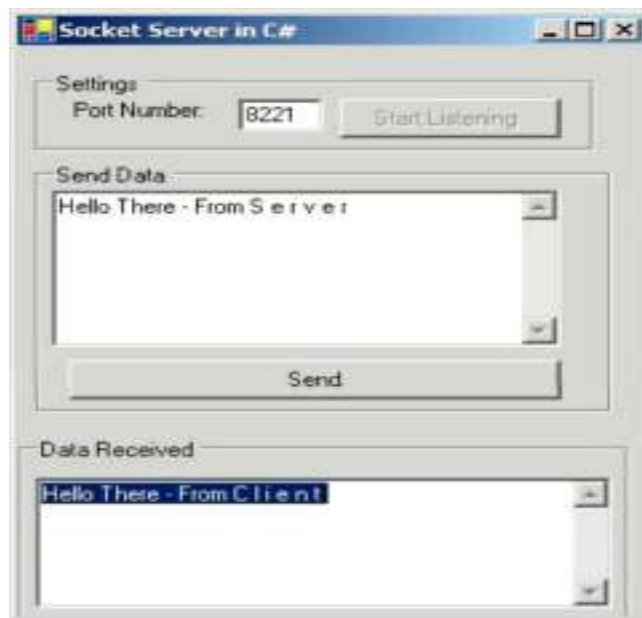 Socket Server in C#
Settings
Port Number: 8221 Start Listening
Send Data
Hello There - From S e r v e r
Send
Data Received
Hello There - From C l i e n t